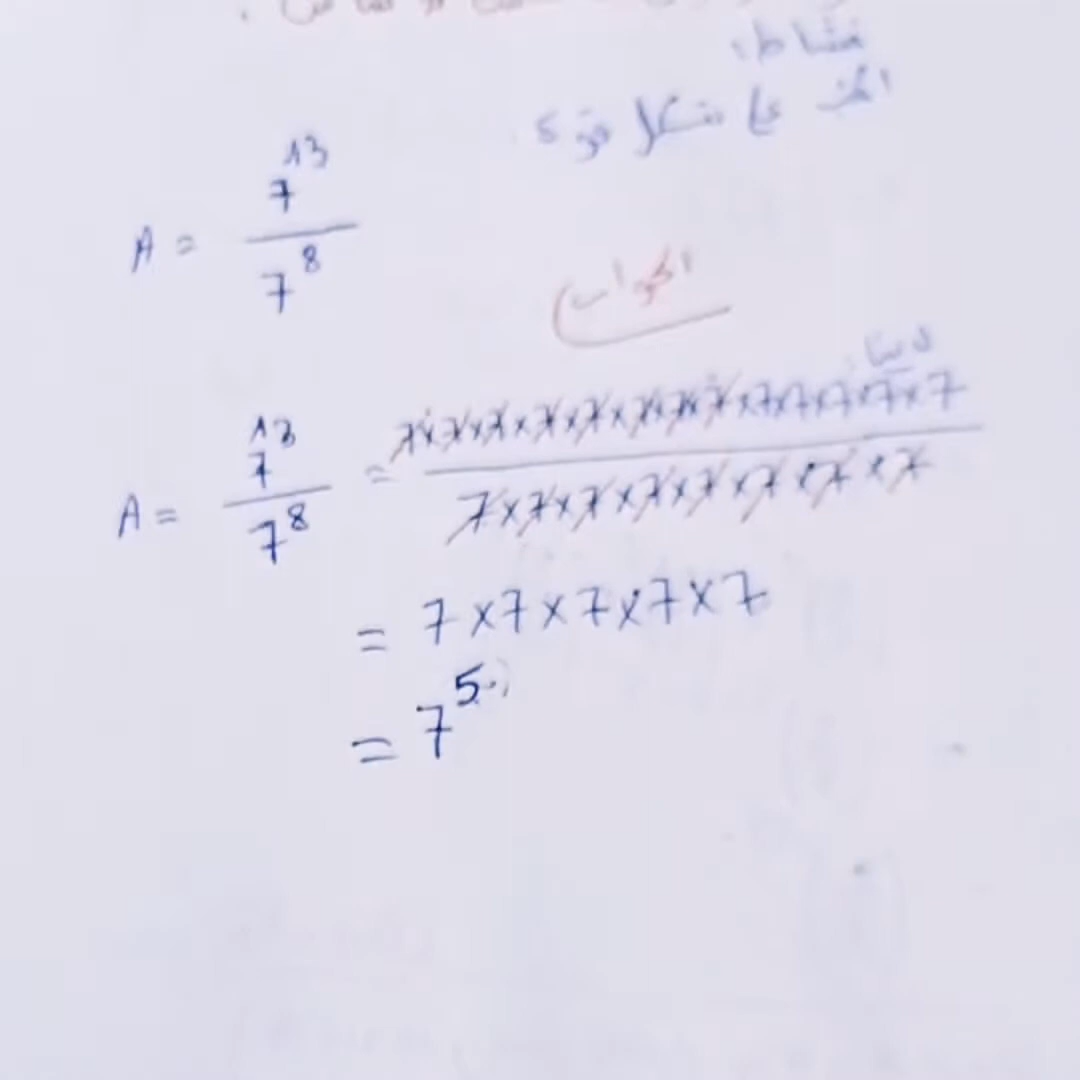 نشاط:
اكتب على شكل قوة
A = 7^13 / 7^8
الجواب
لدينا
A = 7^13 / 7^8 = 7×7×7×7×7×7×7×7×7×7×7×7×7 / 7×7×7×7×7×7×7×7
= 7×7×7×7×7
= 7^5